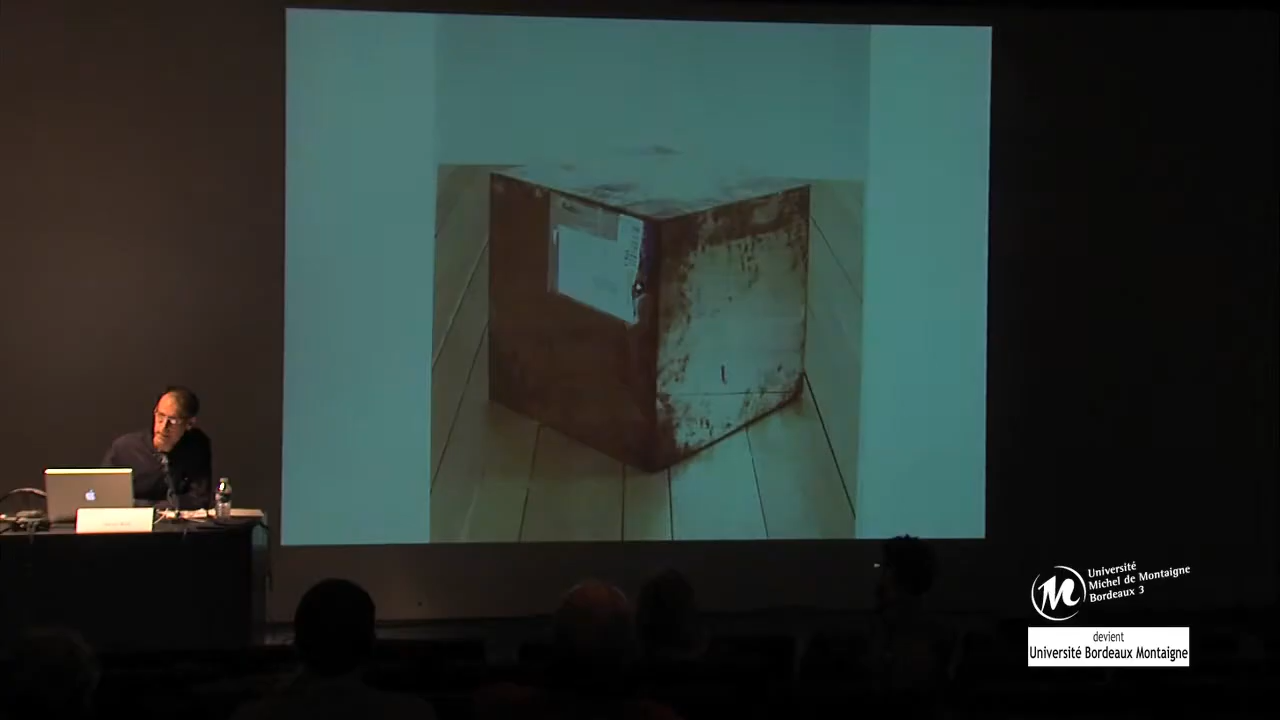 Université
Michel de Montaigne
Bordeaux 3
devient
Université Bordeaux Montaigne